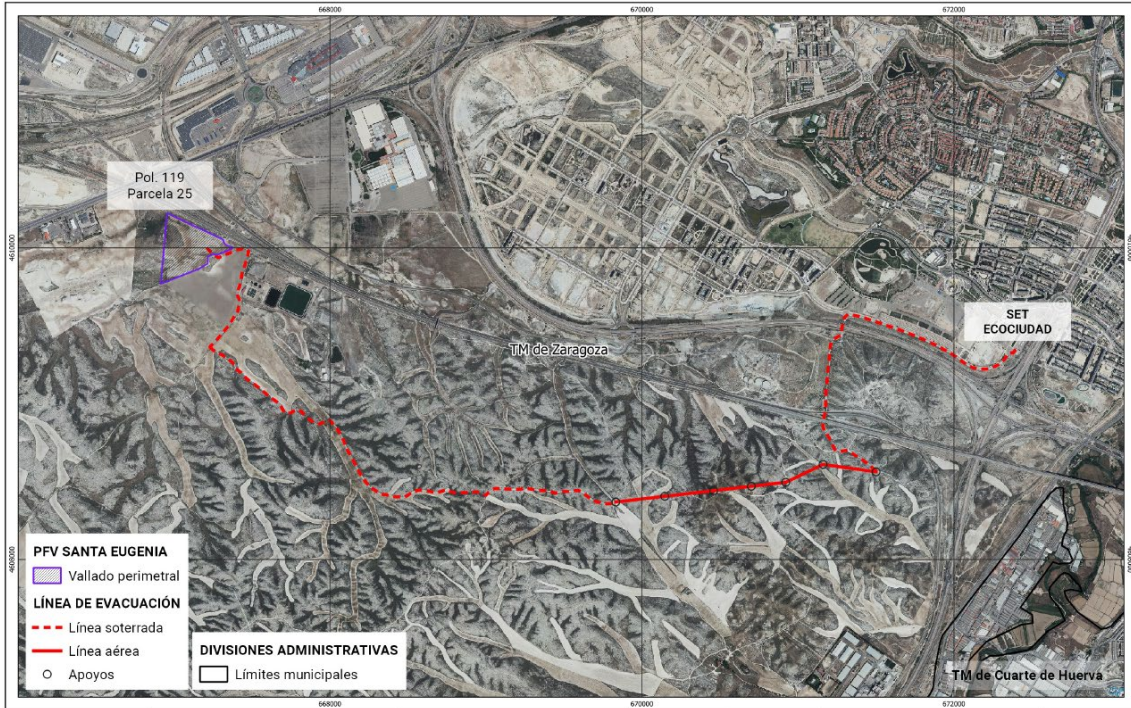 668000
670000
672000
Pol. 119
Parcela 25
4610000
4610000
SET
ECOCIUDAD
TM de Zaragoza
4608000
4608000
PFV SANTA EUGENIA
Vallado perimetral
LÍNEA DE EVACUACIÓN
Línea soterrada
Línea aérea
Apoyos
DIVISIONES ADMINISTRATIVAS
Límites municipales
TM de Cuarte de Huerva
668000
670000
672000